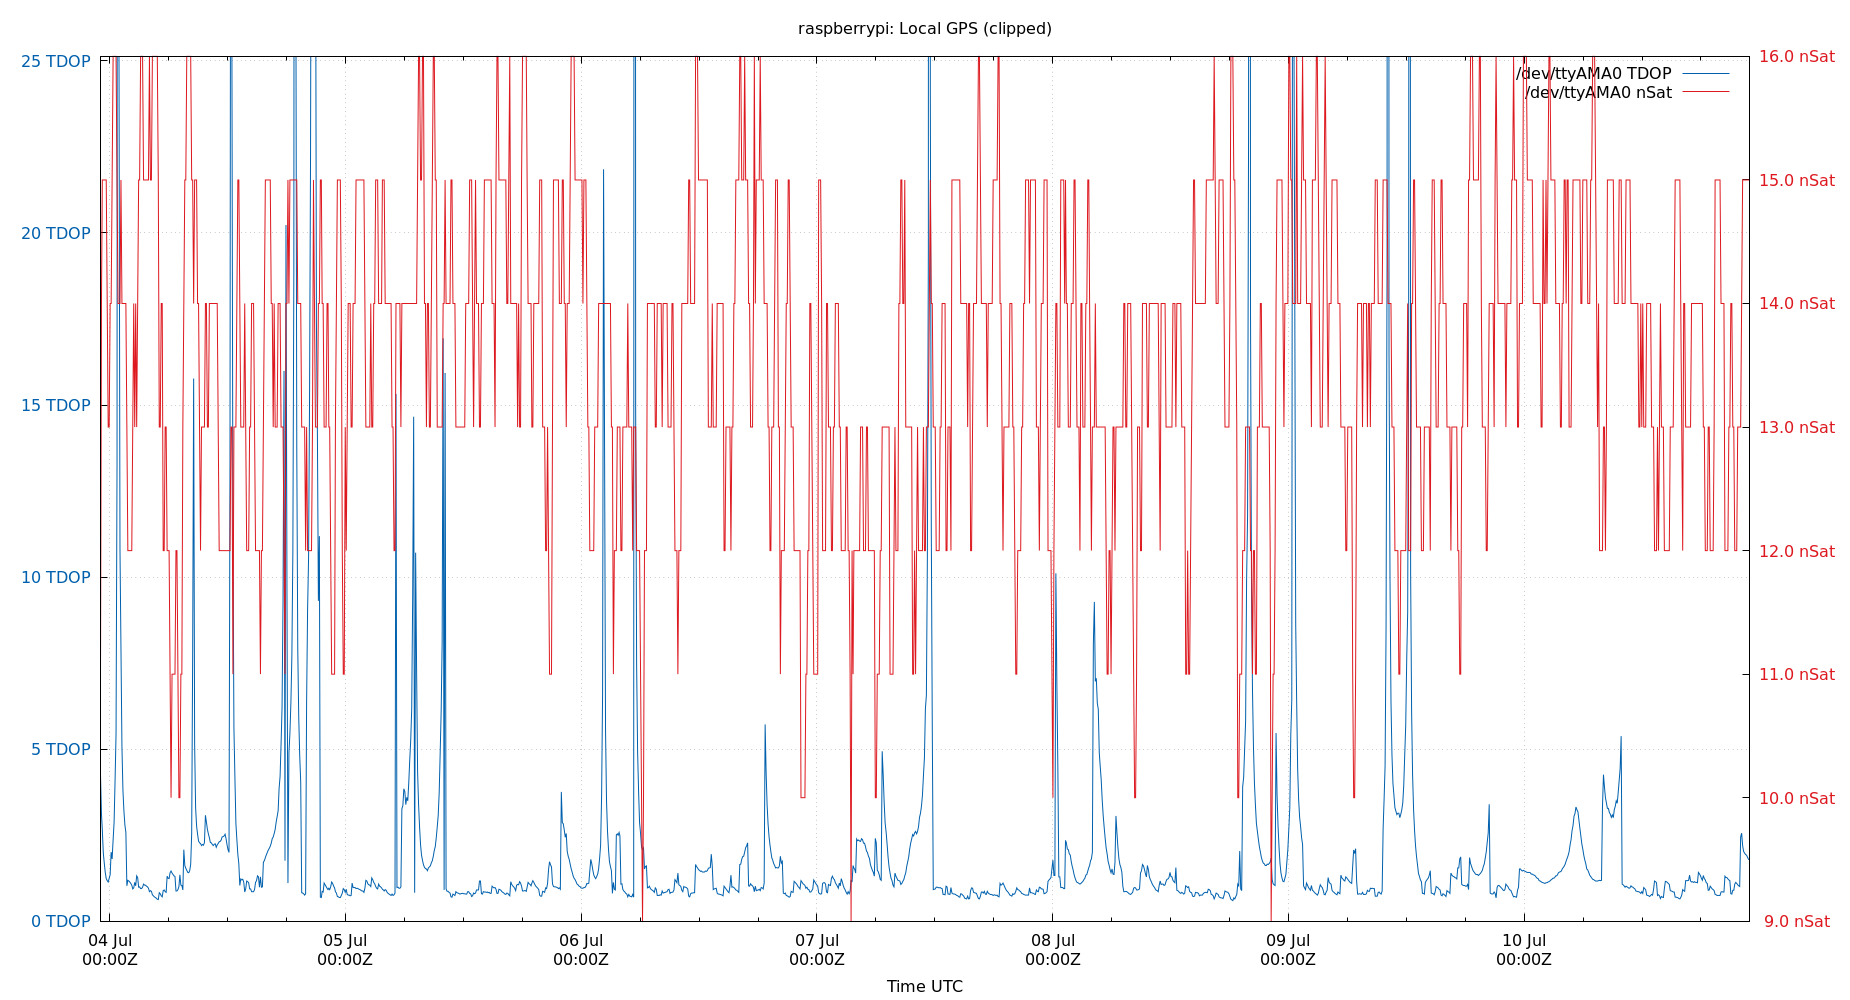 raspberrypi: Local GPS (clipped)
25 TDOP
20 TDOP
15 TDOP
10 TDOP
5 TDOP
0 TDOP
16.0 nSat
15.0 nSat
14.0 nSat
13.0 nSat
12.0 nSat
11.0 nSat
10.0 nSat
9.0 nSat
/dev/ttyAMA0 TDOP
/dev/ttyAMA0 nSat
04 Jul
00:00Z
05 Jul
00:00Z
06 Jul
00:00Z
07 Jul
00:00Z
08 Jul
00:00Z
09 Jul
00:00Z
10 Jul
00:00Z
Time UTC